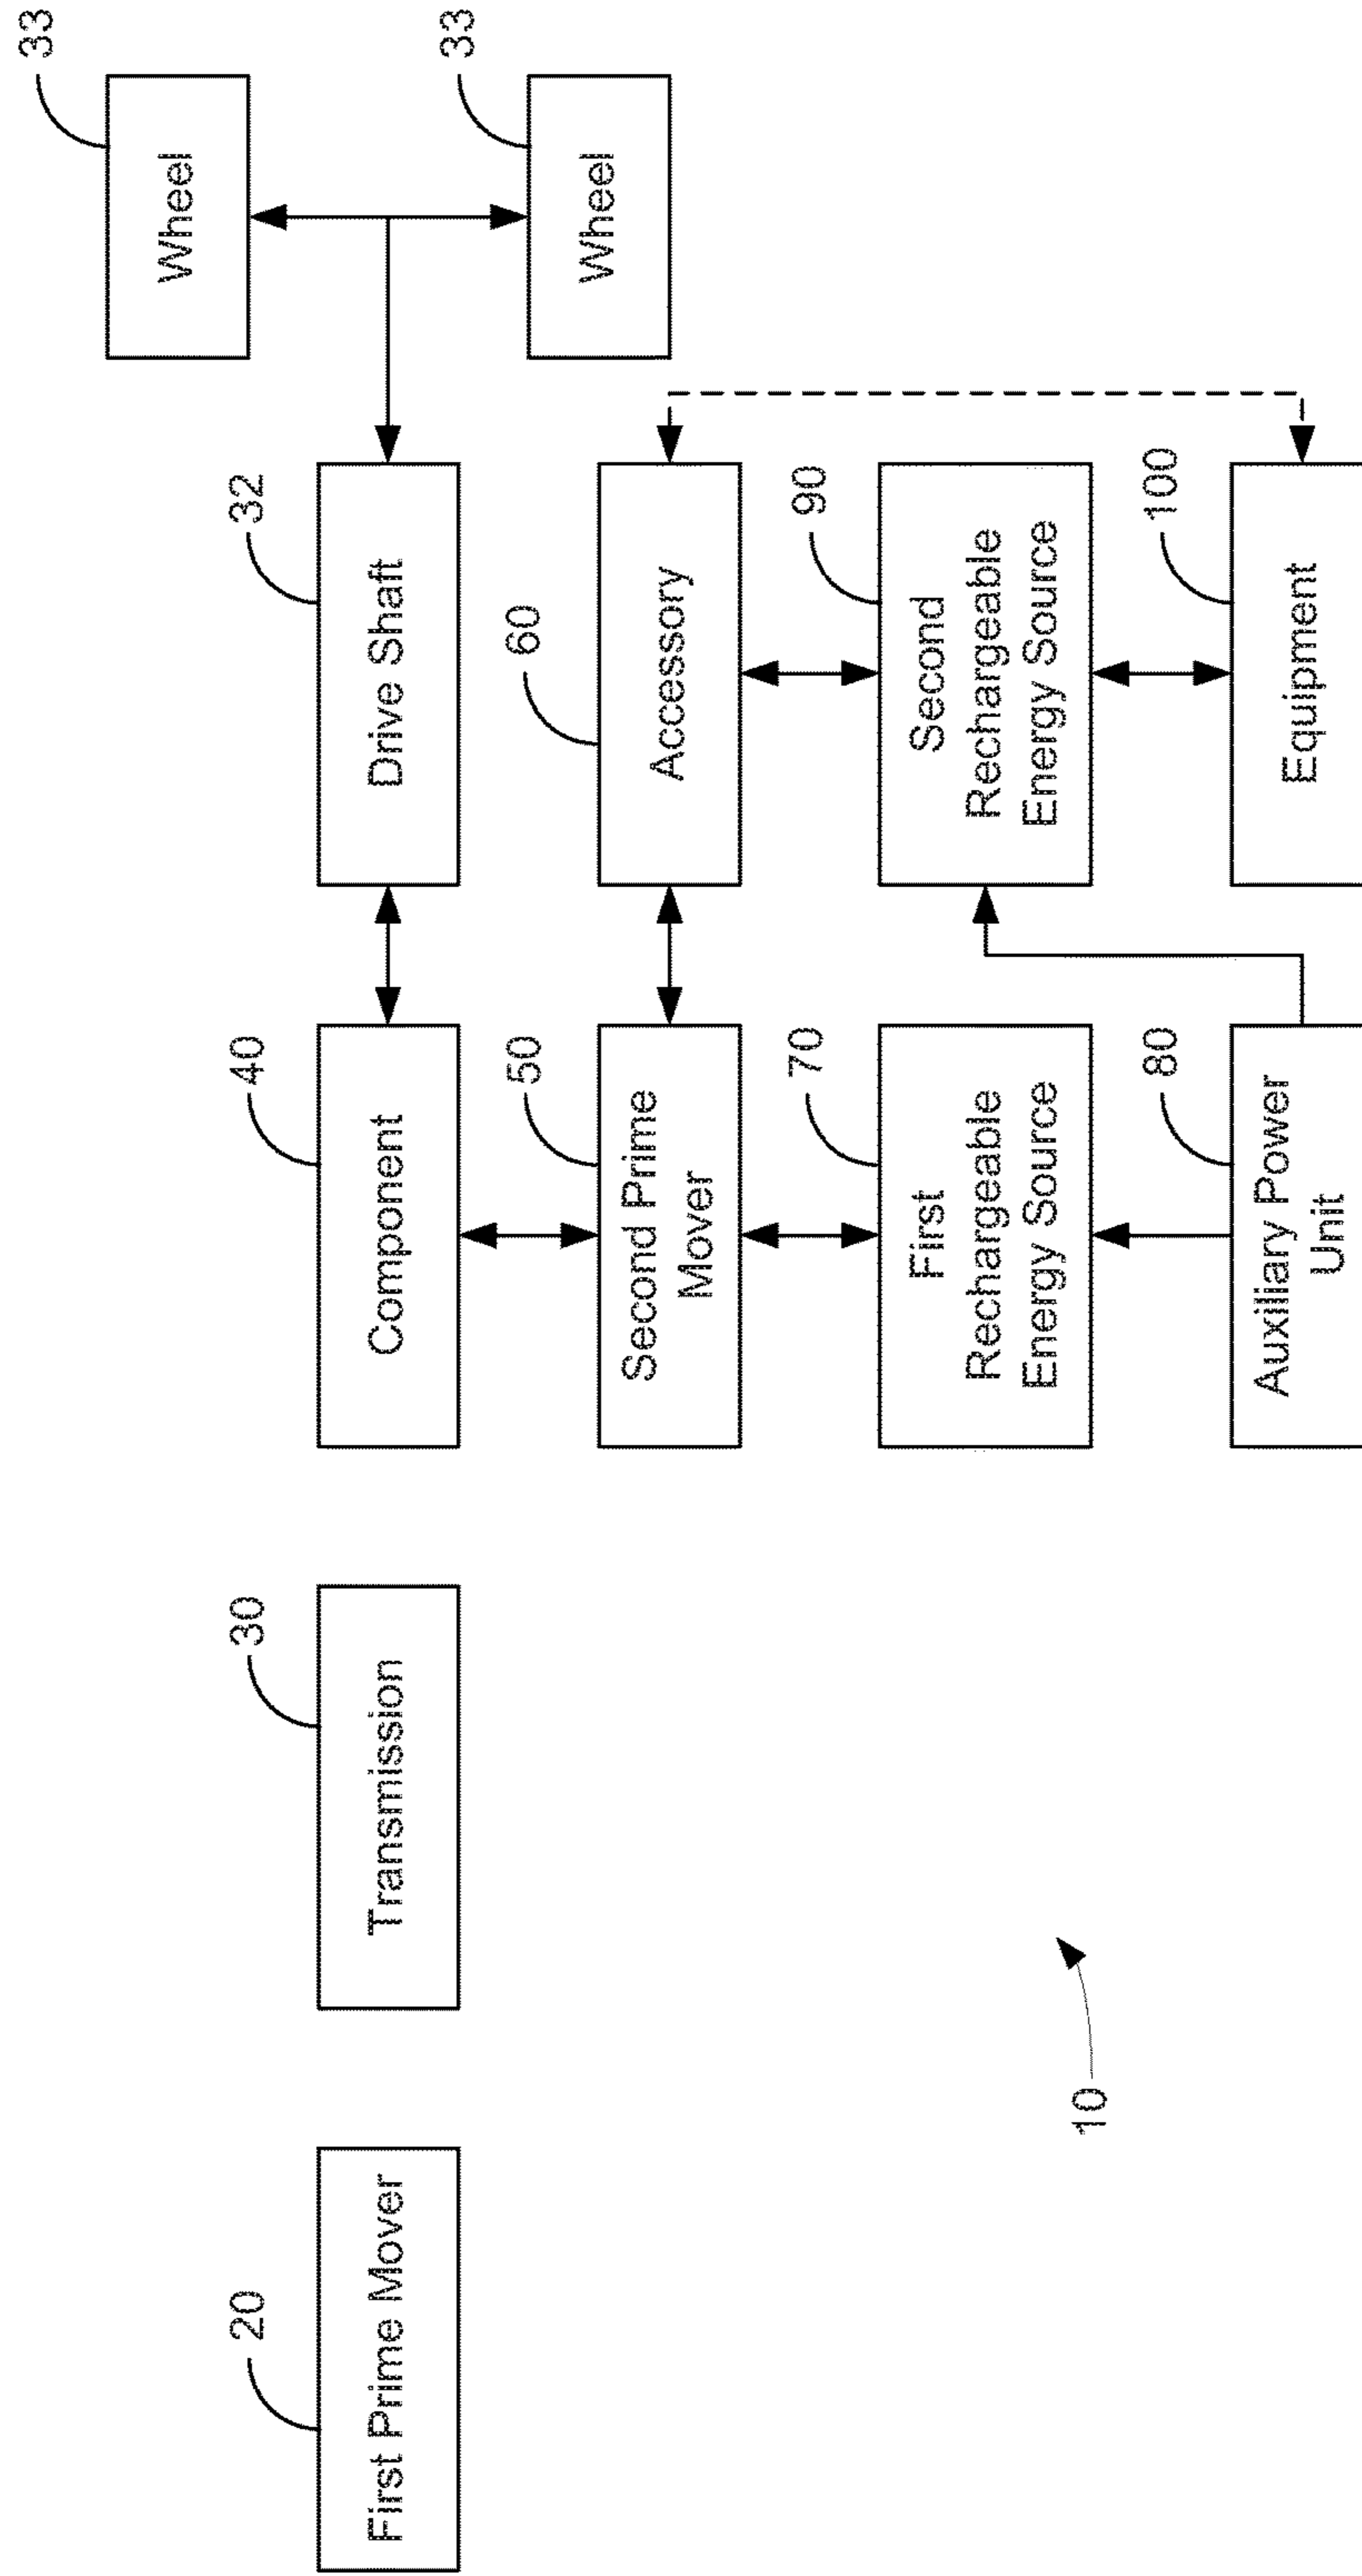 33
Wheel
33
Wheel
20
First Prime Mover
30
Transmission
40
Component
32
Drive Shaft
50
Second Prime
Mover
60
Accessory
70
First
Rechargeable
Energy Source
90
Second
Rechargeable
Energy Source
80
Auxiliary Power
Unit
100
Equipment
10